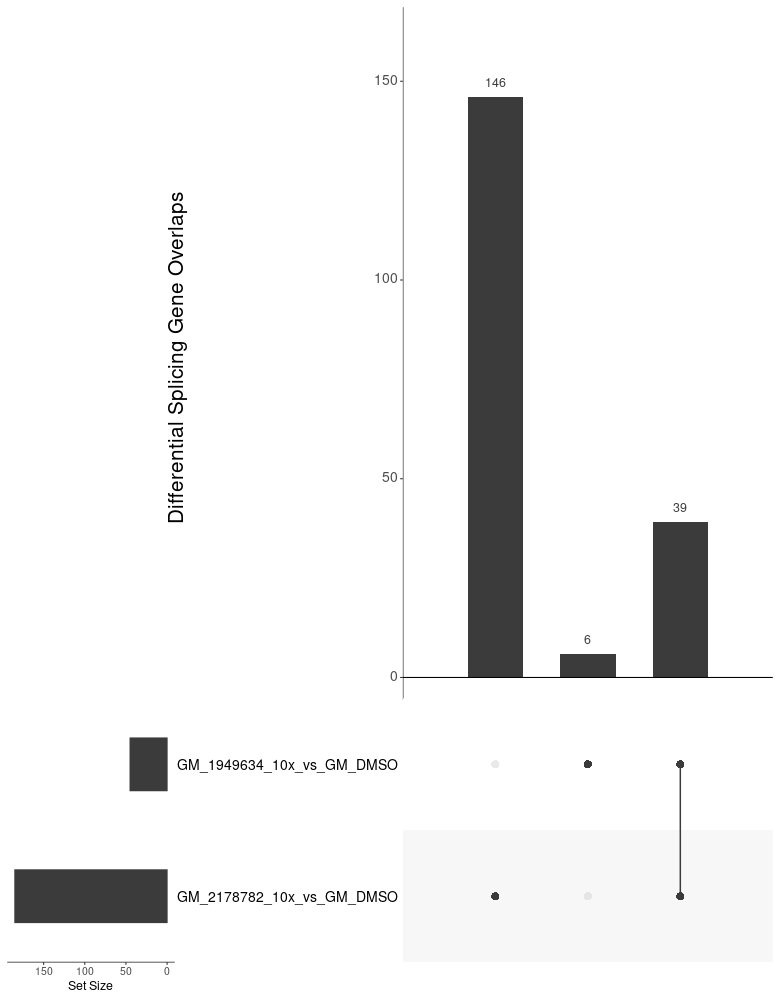 Differential Splicing Gene Overlaps
150
100
50
0
146
6
39
GM_1949634_10x_vs_GM_DMSO
GM_2178782_10x_vs_GM_DMSO
150 100 50 0
Set Size